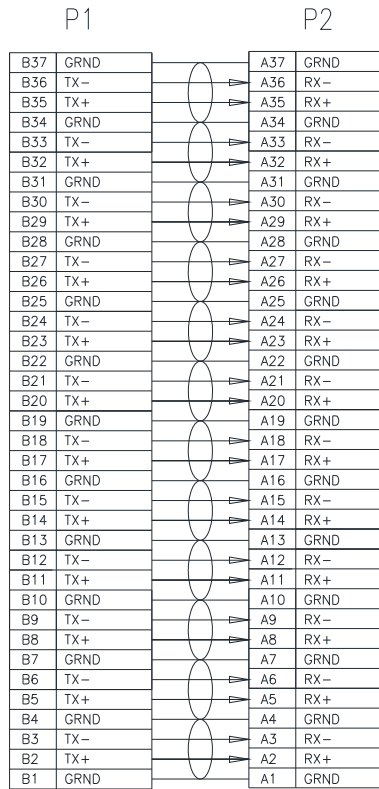 P1 P2
B37 GRND A37 GRND
B36 TX− A36 RX−
B35 TX+ A35 RX+
B34 GRND A34 GRND
B33 TX− A33 RX−
B32 TX+ A32 RX+
B31 GRND A31 GRND
B30 TX− A30 RX−
B29 TX+ A29 RX+
B28 GRND A28 GRND
B27 TX− A27 RX−
B26 TX+ A26 RX+
B25 GRND A25 GRND
B24 TX− A24 RX−
B23 TX+ A23 RX+
B22 GRND A22 GRND
B21 TX− A21 RX−
B20 TX+ A20 RX+
B19 GRND A19 GRND
B18 TX− A18 RX−
B17 TX+ A17 RX+
B16 GRND A16 GRND
B15 TX− A15 RX−
B14 TX+ A14 RX+
B13 GRND A13 GRND
B12 TX− A12 RX−
B11 TX+ A11 RX+
B10 GRND A10 GRND
B9 TX− A9 RX−
B8 TX+ A8 RX+
B7 GRND A7 GRND
B6 TX− A6 RX−
B5 TX+ A5 RX+
B4 GRND A4 GRND
B3 TX− A3 RX−
B2 TX+ A2 RX+
B1 GRND A1 GRND